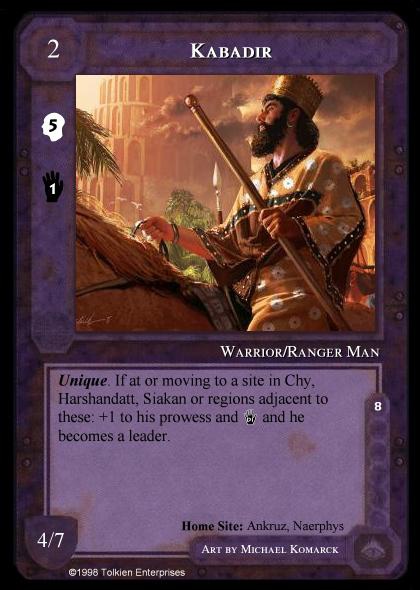 2
KABADIR
5
1
WARRIOR/RANGER MAN
Unique. If at or moving to a site in Chy,
Harshandatt, Siakan or regions adjacent to
these: +1 to his prowess and and he
becomes a leader.
8
Home Site: Ankruz, Naerphys
4/7
ART BY MICHAEL KOMARCK
©1998 Tolkien Enterprises